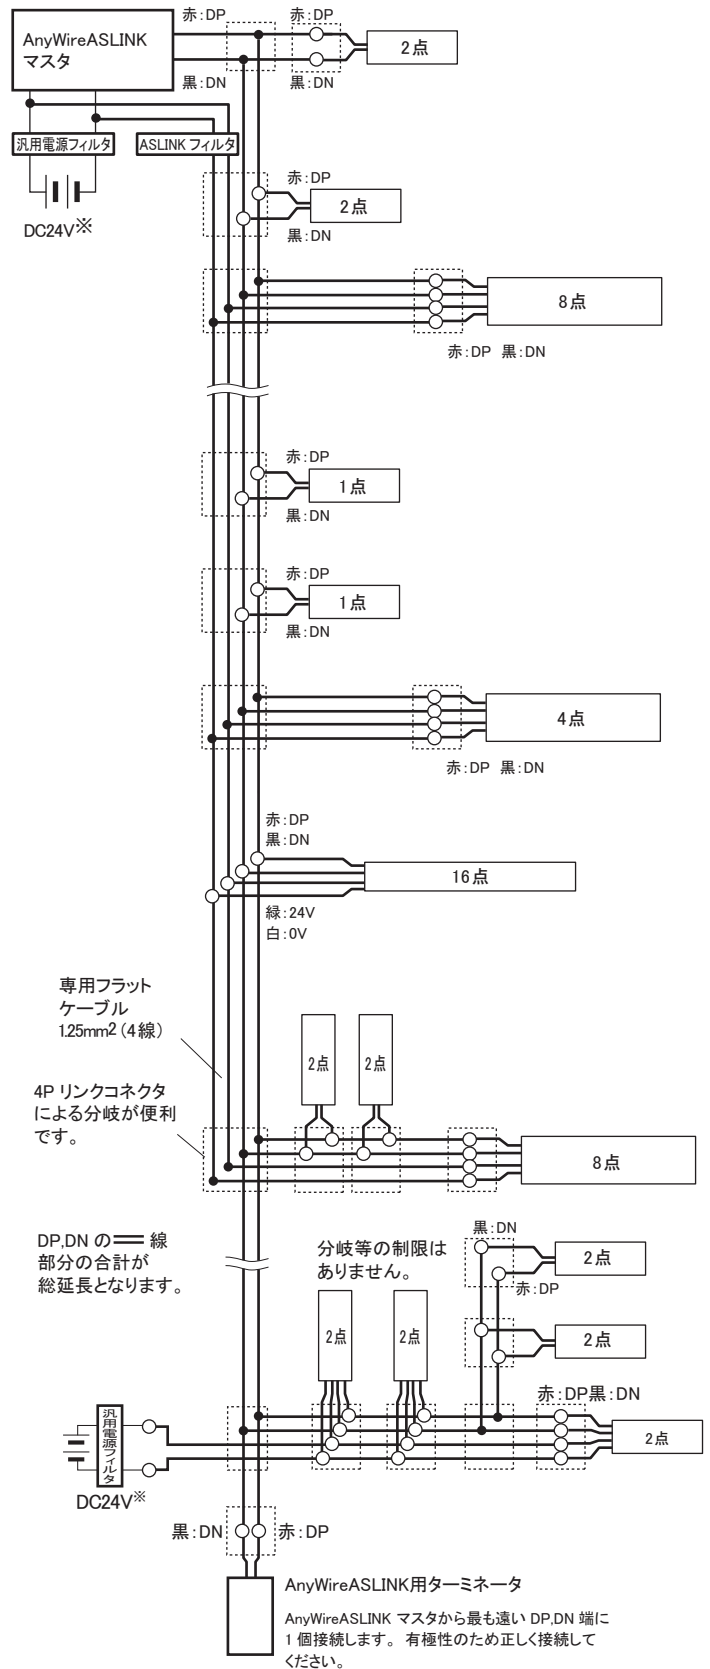 赤:DP
赤:DP
AnyWireASLINK
マスタ
2点
黒:DN
黒:DN
汎用電源フィルタ
ASLINK フィルタ
DC24V※
赤:DP
2点
黒:DN
8点
赤:DP 黒:DN
赤:DP
1点
黒:DN
赤:DP
1点
黒:DN
4点
赤:DP 黒:DN
赤:DP
黒:DN
16点
緑:24V
白:0V
専用フラット
ケーブル
1.25mm2 (4線)
2点
2点
4P リンクコネクタ
による分岐が便利
です。
8点
DP,DN の 線
部分の合計が
総延長となります。
分岐等の制限は
ありません。
黒:DN
2点
赤:DP
2点
2点
2点
赤:DP黒:DN
2点
汎用電源フィルタ
DC24V※
黒:DN
赤:DP
AnyWireASLINK用ターミネータ
AnyWireASLINK マスタから最も遠い DP,DN 端に
1 個接続します。 有極性のため正しく接続して
ください。